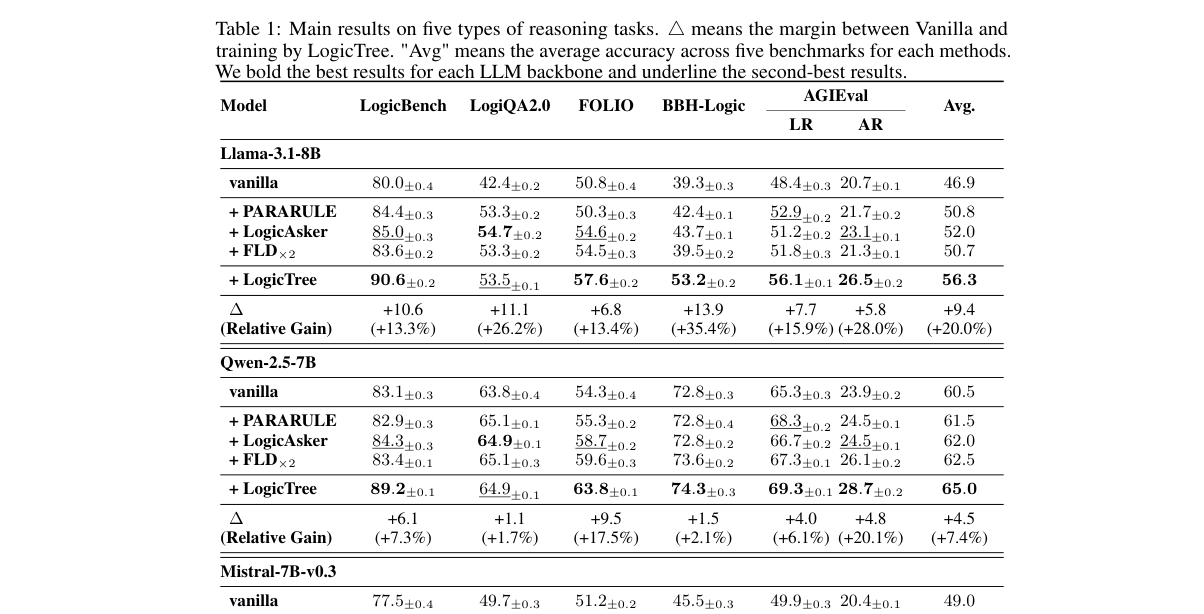 Table 1: Main results on five types of reasoning tasks. △ means the margin between Vanilla and
training by LogicTree. "Avg" means the average accuracy across five benchmarks for each methods.
We bold the best results for each LLM backbone and underline the second-best results.
Model LogicBench LogiQA2.0 FOLIO BBH-Logic AGIEval Avg.
LR AR
Llama-3.1-8B
vanilla 80.0±0.4 42.4±0.2 50.8±0.4 39.3±0.3 48.4±0.3 20.7±0.1 46.9
+ PARARULE 84.4±0.3 53.3±0.2 50.3±0.3 42.4±0.1 52.9±0.2 21.7±0.2 50.8
+ LogicAsker 85.0±0.3 54.7±0.2 54.6±0.2 43.7±0.1 51.2±0.2 23.1±0.1 52.0
+ FLD×2 83.6±0.2 53.3±0.2 54.5±0.3 39.5±0.2 51.8±0.3 21.3±0.1 50.7
+ LogicTree 90.6±0.2 53.5±0.1 57.6±0.2 53.2±0.2 56.1±0.1 26.5±0.2 56.3
△ +10.6 +11.1 +6.8 +13.9 +7.7 +5.8 +9.4
(Relative Gain) (+13.3%) (+26.2%) (+13.4%) (+35.4%) (+15.9%) (+28.0%) (+20.0%)
Qwen-2.5-7B
vanilla 83.1±0.3 63.8±0.4 54.3±0.4 72.8±0.3 65.3±0.3 23.9±0.2 60.5
+ PARARULE 82.9±0.3 65.1±0.1 55.3±0.2 72.8±0.4 68.3±0.2 24.5±0.1 61.5
+ LogicAsker 84.3±0.3 64.9±0.1 58.7±0.2 72.8±0.2 66.7±0.2 24.5±0.1 62.0
+ FLD×2 83.4±0.1 65.1±0.3 59.6±0.3 73.6±0.2 67.3±0.1 26.1±0.2 62.5
+ LogicTree 89.2±0.1 64.9±0.1 63.8±0.1 74.3±0.3 69.3±0.1 28.7±0.2 65.0
△ +6.1 +1.1 +9.5 +1.5 +4.0 +4.8 +4.5
(Relative Gain) (+7.3%) (+1.7%) (+17.5%) (+2.1%) (+6.1%) (+20.1%) (+7.4%)
Mistral-7B-v0.3
vanilla 77.5±0.4 49.7±0.3 51.2±0.2 45.5±0.3 49.9±0.3 20.4±0.1 49.0